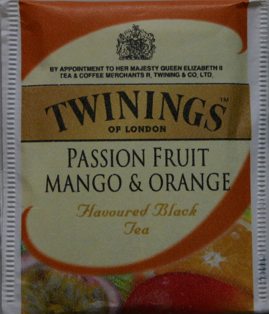 BY APPOINTMENT TO HER MAJESTY QUEEN ELIZABETH II
TEA & COFFEE MERCHANTS R. TWINING & CO. LTD.
TWININGS™
OF LONDON
PASSION FRUIT
MANGO & ORANGE
Flavoured Black
Tea